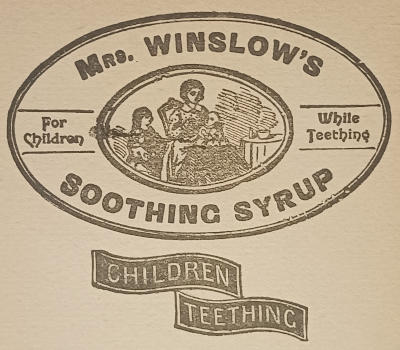 Mrs. WINSLOW'S
For
Children
While
Teething
SOOTHING SYRUP
CHILDREN
TEETHING